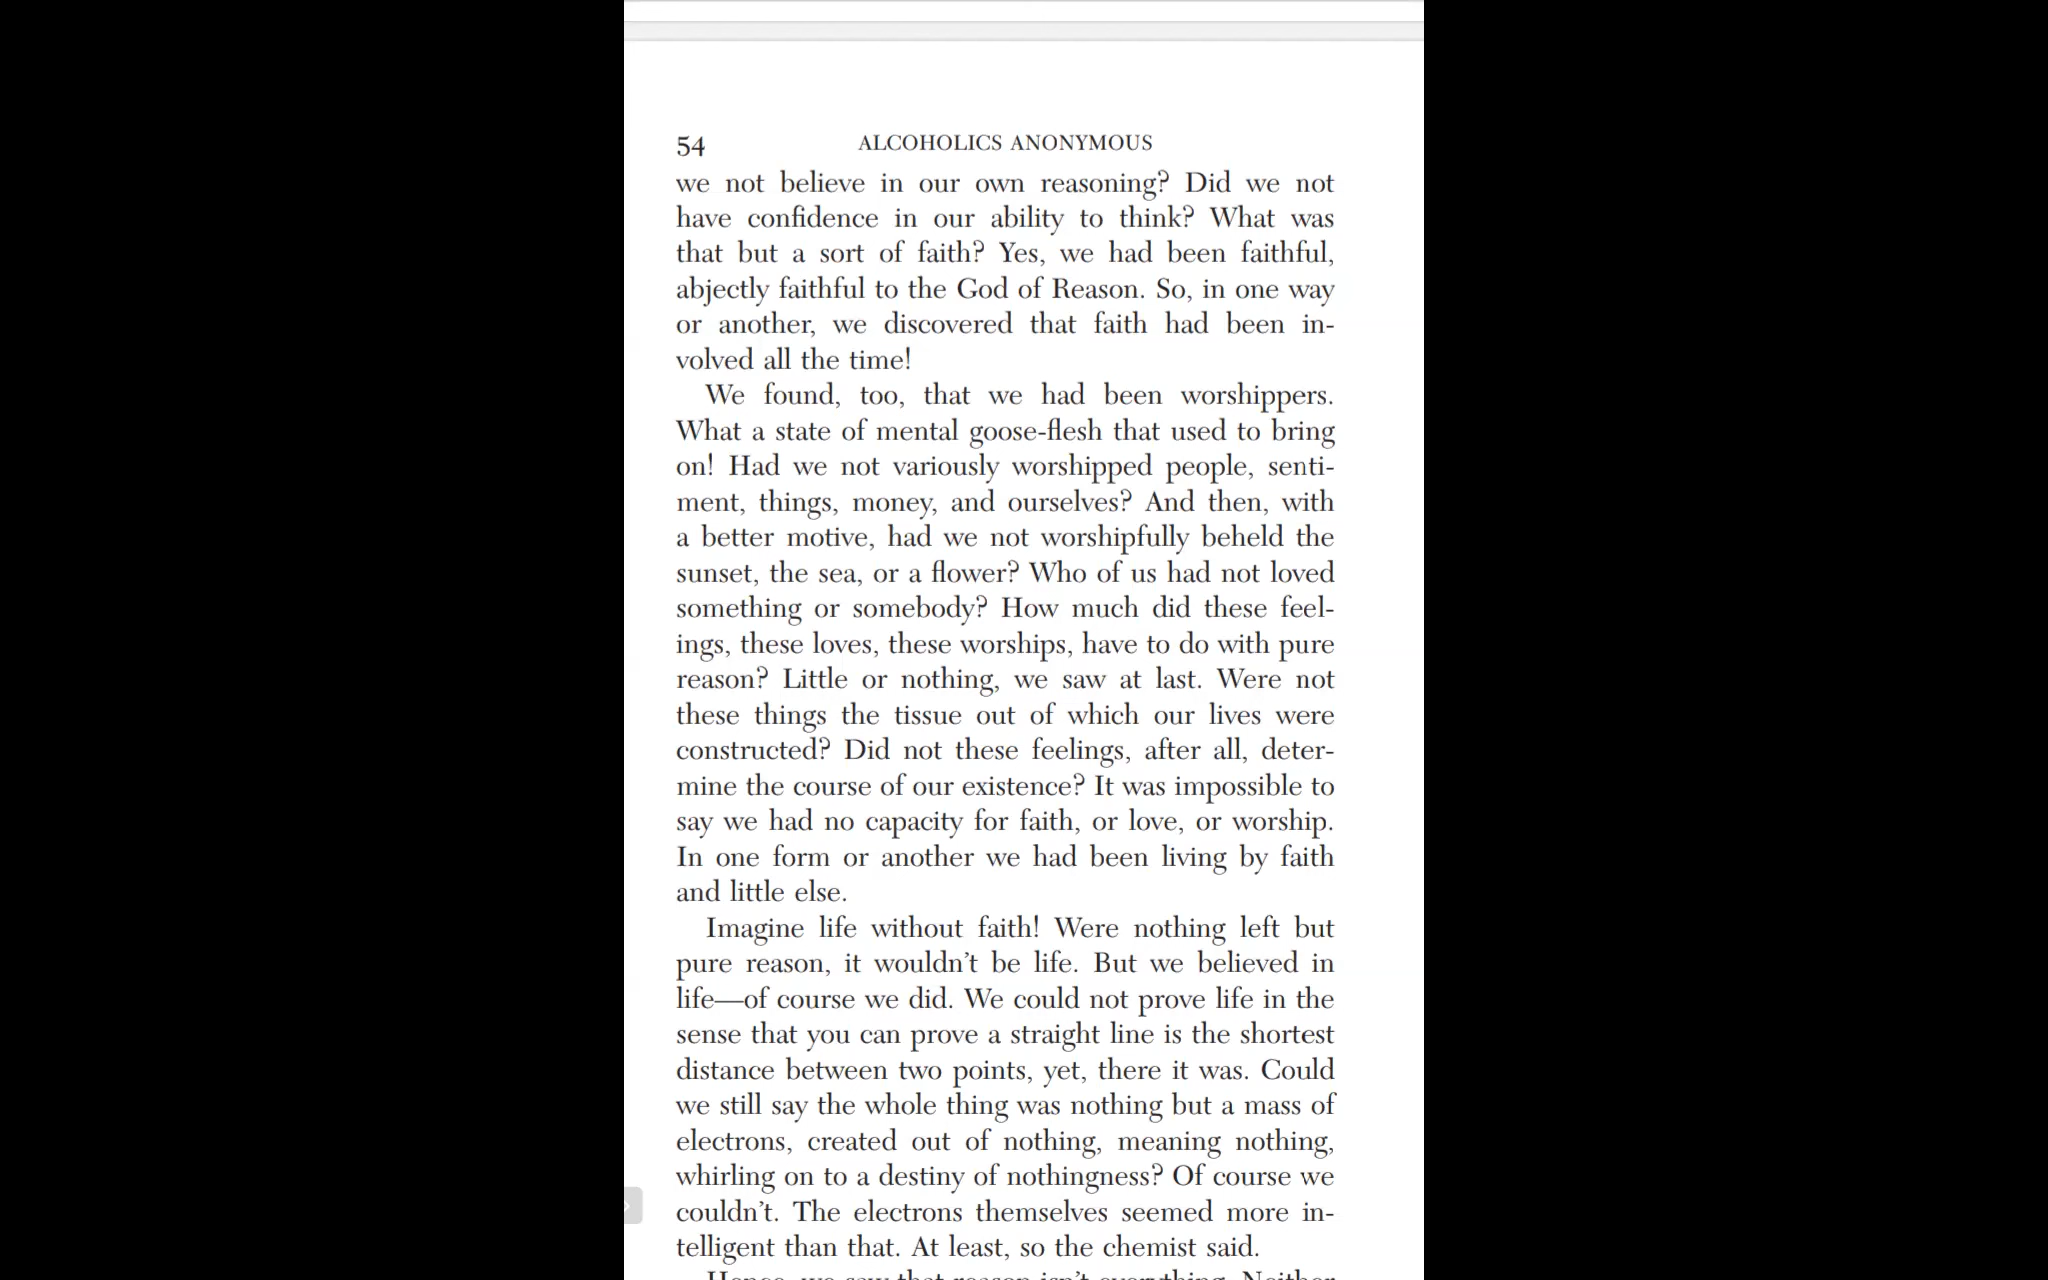 54 ALCOHOLICS ANONYMOUS
we not believe in our own reasoning? Did we not
have confidence in our ability to think? What was
that but a sort of faith? Yes, we had been faithful,
abjectly faithful to the God of Reason. So, in one way
or another, we discovered that faith had been in-
volved all the time!
We found, too, that we had been worshippers.
What a state of mental goose-flesh that used to bring
on! Had we not variously worshipped people, senti-
ment, things, money, and ourselves? And then, with
a better motive, had we not worshipfully beheld the
sunset, the sea, or a flower? Who of us had not loved
something or somebody? How much did these feel-
ings, these loves, these worships, have to do with pure
reason? Little or nothing, we saw at last. Were not
these things the tissue out of which our lives were
constructed? Did not these feelings, after all, deter-
mine the course of our existence? It was impossible to
say we had no capacity for faith, or love, or worship.
In one form or another we had been living by faith
and little else.
Imagine life without faith! Were nothing left but
pure reason, it wouldn’t be life. But we believed in
life—of course we did. We could not prove life in the
sense that you can prove a straight line is the shortest
distance between two points, yet, there it was. Could
we still say the whole thing was nothing but a mass of
electrons, created out of nothing, meaning nothing,
whirling on to a destiny of nothingness? Of course we
couldn’t. The electrons themselves seemed more in-
telligent than that. At least, so the chemist said.
Hence, we saw that reason isn’t everything. Neither